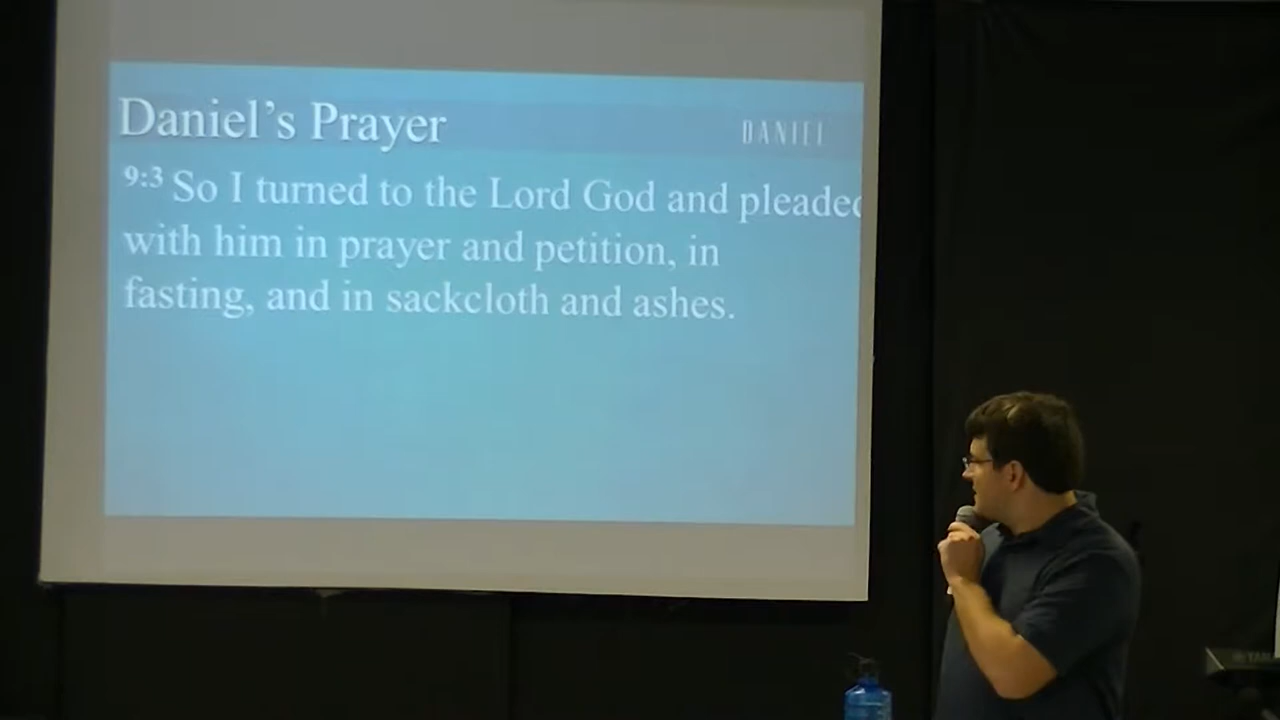 Daniel's Prayer
DANIEL
9:3 So I turned to the Lord God and pleaded
with him in prayer and petition, in
fasting, and in sackcloth and ashes.